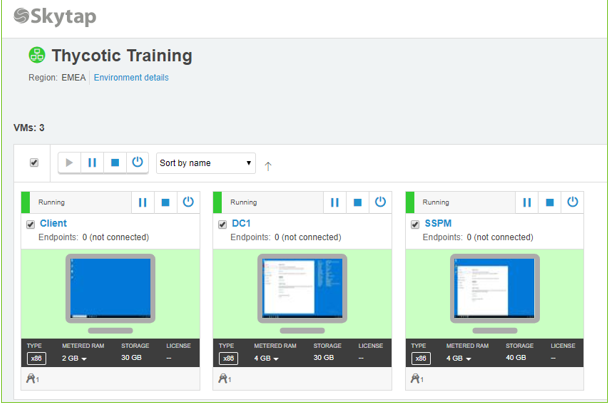 Skytap
Thycotic Training
Region: EMEA Environment details
VMs: 3
Sort by name
Running
Client
Endpoints: 0 (not connected)
TYPE METERED RAM STORAGE LICENSE
x86 2 GB 30 GB --
1
Running
DC1
Endpoints: 0 (not connected)
TYPE METERED RAM STORAGE LICENSE
x86 4 GB 30 GB --
1
Running
SSPM
Endpoints: 0 (not connected)
TYPE METERED RAM STORAGE LICENSE
x86 4 GB 40 GB --
1